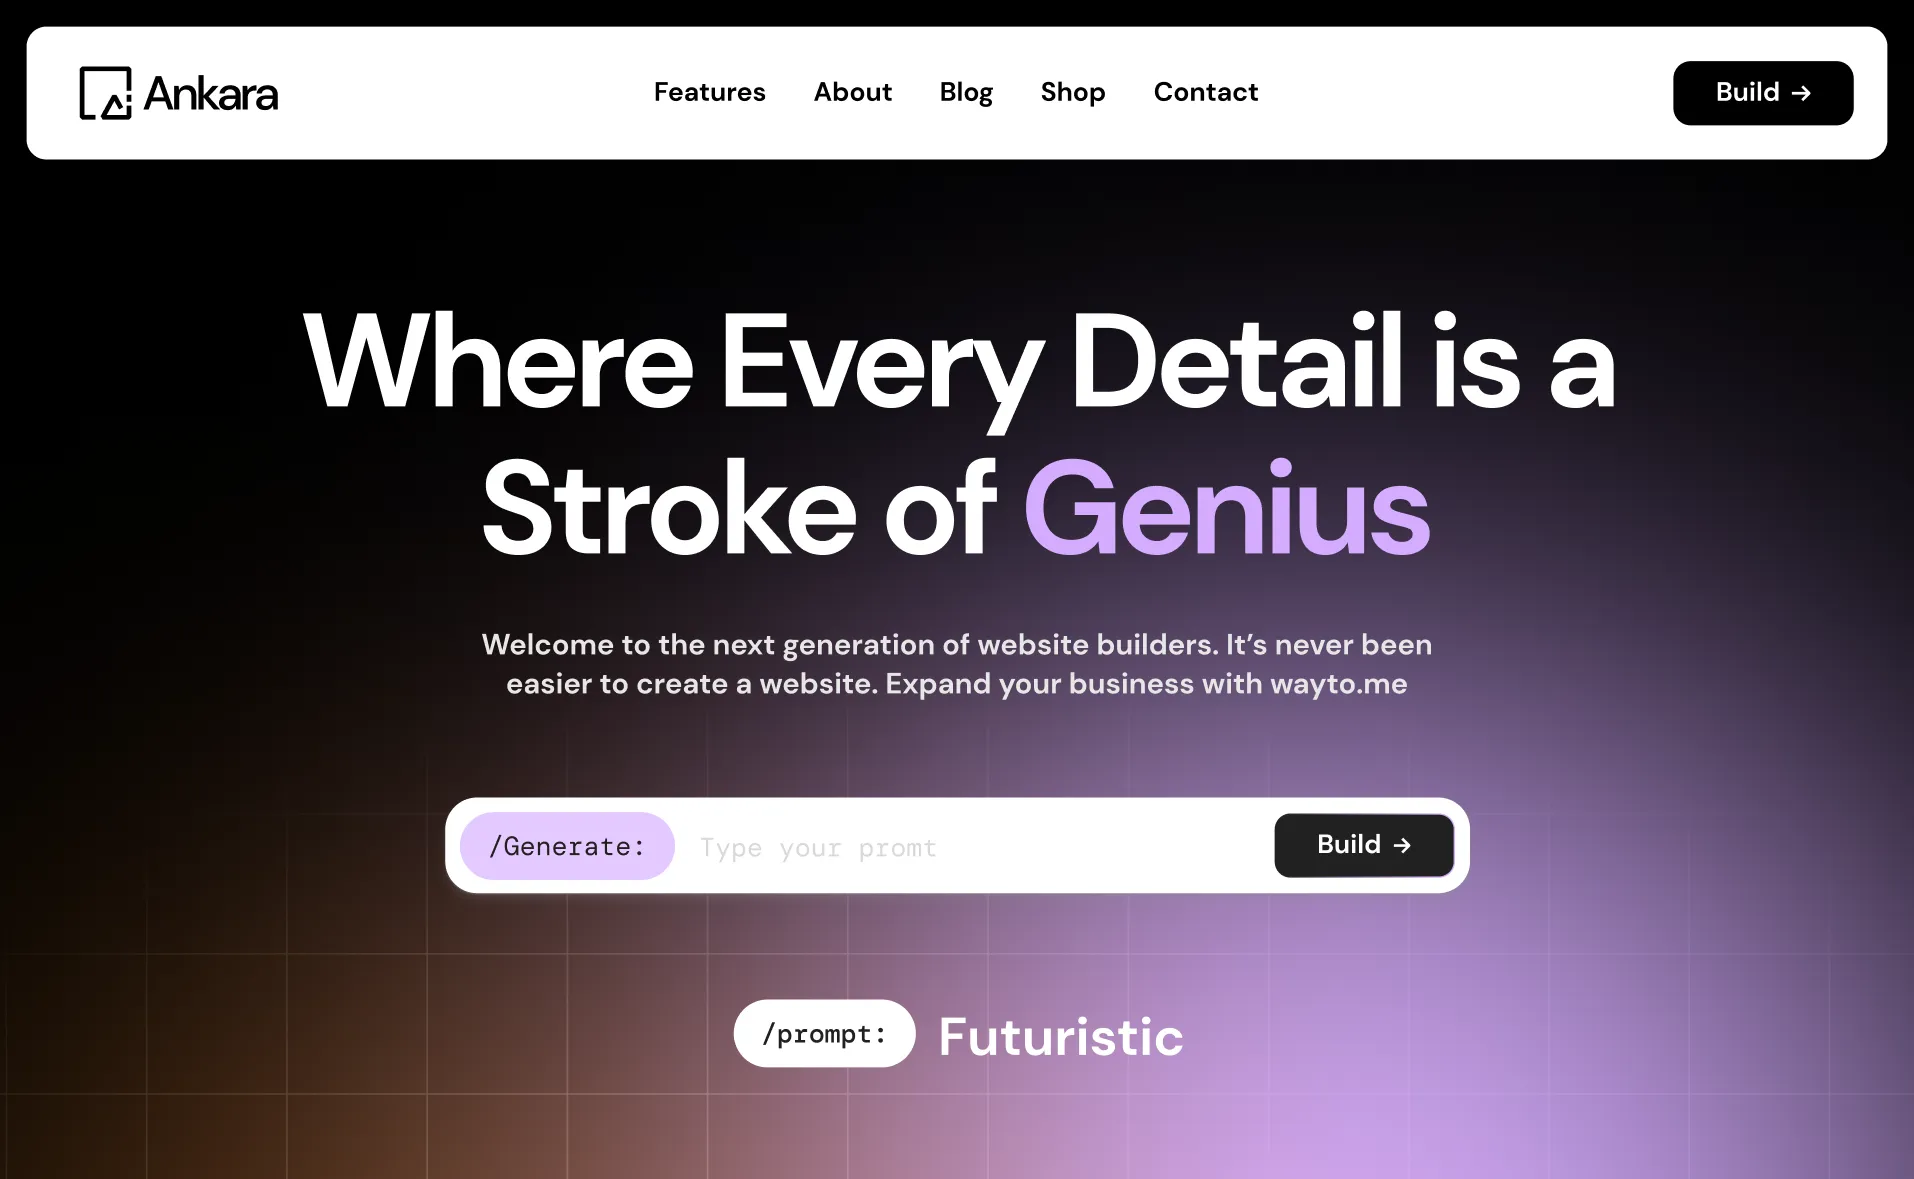 Ankara
Features
About
Blog
Shop
Contact
Build →
Where Every Detail is a
Stroke of Genius
Welcome to the next generation of website builders. It’s never been
easier to create a website. Expand your business with wayto.me
/Generate:
Type your promt
Build →
/prompt:
Futuristic